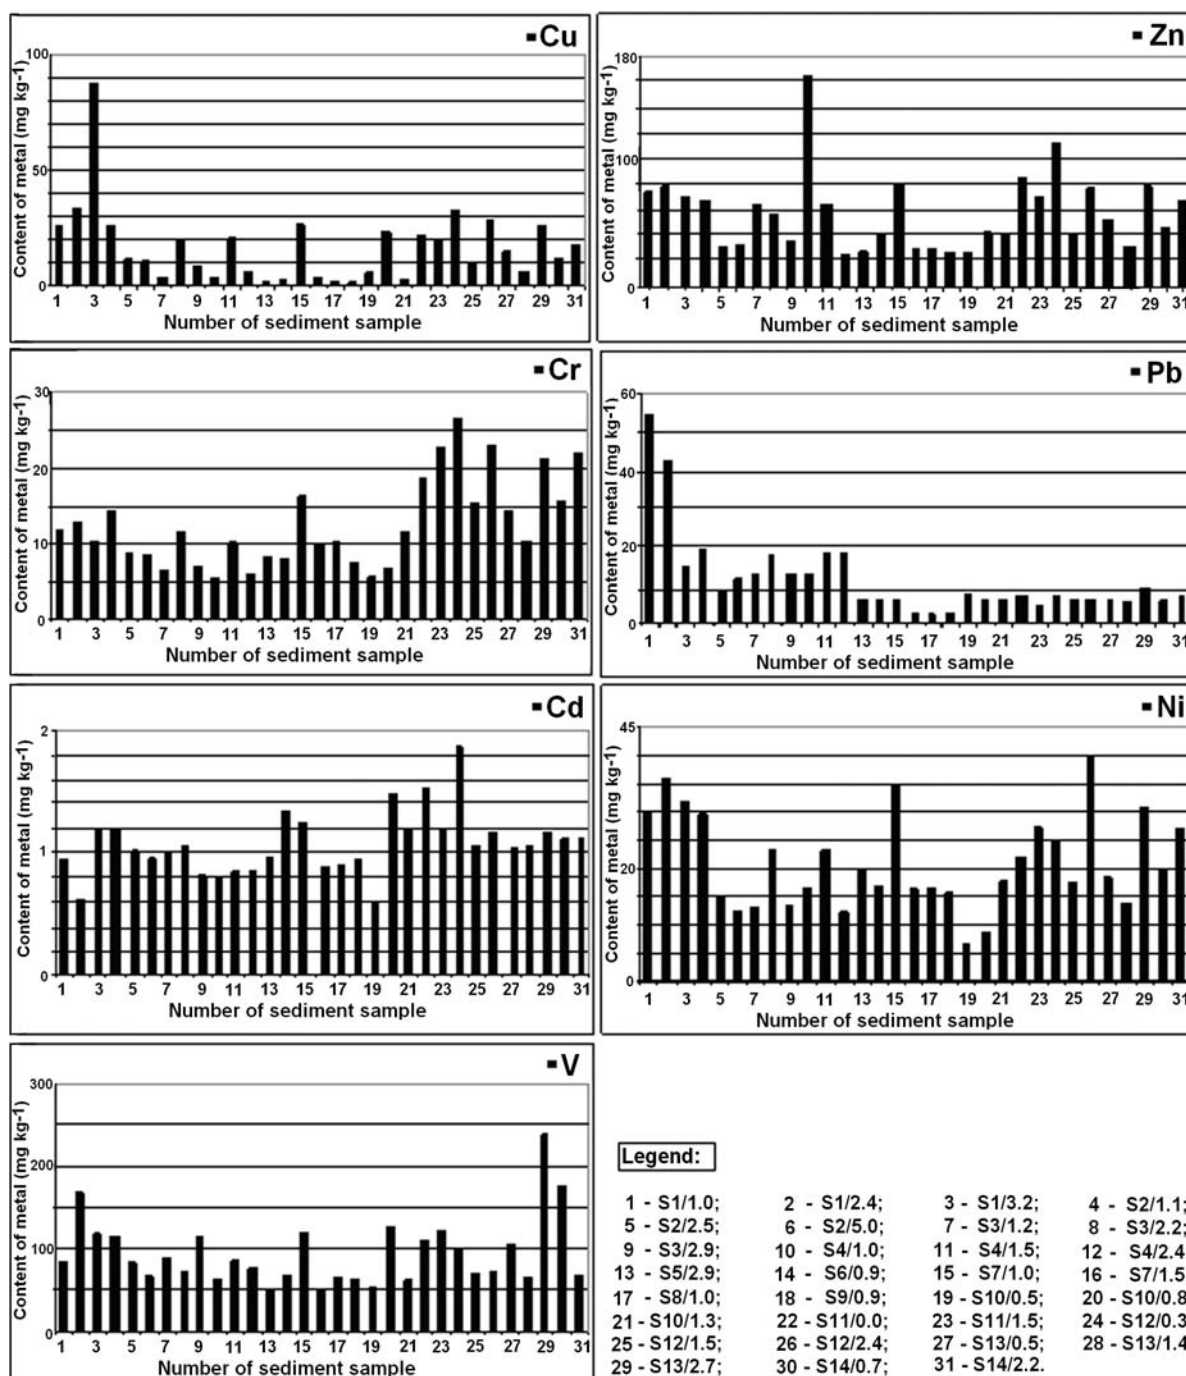 Cu
Content of metal (mg kg-1)
100
50
0
1 3 5 7 9 11 13 15 17 19 21 23 25 27 29 31
Number of sediment sample
Zn
Content of metal (mg kg-1)
180
100
0
1 3 5 7 9 11 13 15 17 19 21 23 25 27 29 31
Number of sediment sample
Cr
Content of metal (mg kg-1)
30
20
10
0
1 3 5 7 9 11 13 15 17 19 21 23 25 27 29 31
Number of sediment sample
Pb
Content of metal (mg kg-1)
60
40
20
0
1 3 5 7 9 11 13 15 17 19 21 23 25 27 29 31
Number of sediment sample
Cd
Content of metal (mg kg-1)
2
1
0
1 3 5 7 9 11 13 15 17 19 21 23 25 27 29 31
Number of sediment sample
Ni
Content of metal (mg kg-1)
45
20
0
1 3 5 7 9 11 13 15 17 19 21 23 25 27 29 31
Number of sediment sample
V
Content of metal (mg kg-1)
300
200
100
0
1 3 5 7 9 11 13 15 17 19 21 23 25 27 29 31
Number of sediment sample
Legend:
1 - S1/1.0; 2 - S1/2.4; 3 - S1/3.2; 4 - S2/1.1;
5 - S2/2.5; 6 - S2/5.0; 7 - S3/1.2; 8 - S3/2.2;
9 - S3/2.9; 10 - S4/1.0; 11 - S4/1.5; 12 - S4/2.4
13 - S5/2.9; 14 - S6/0.9; 15 - S7/1.0; 16 - S7/1.5
17 - S8/1.0; 18 - S9/0.9; 19 - S10/0.5; 20 - S10/0.8
21 - S10/1.3; 22 - S11/0.0; 23 - S11/1.5; 24 - S12/0.3
25 - S12/1.5; 26 - S12/2.4; 27 - S13/0.5; 28 - S13/1.4
29 - S13/2.7; 30 - S14/0.7; 31 - S14/2.2.